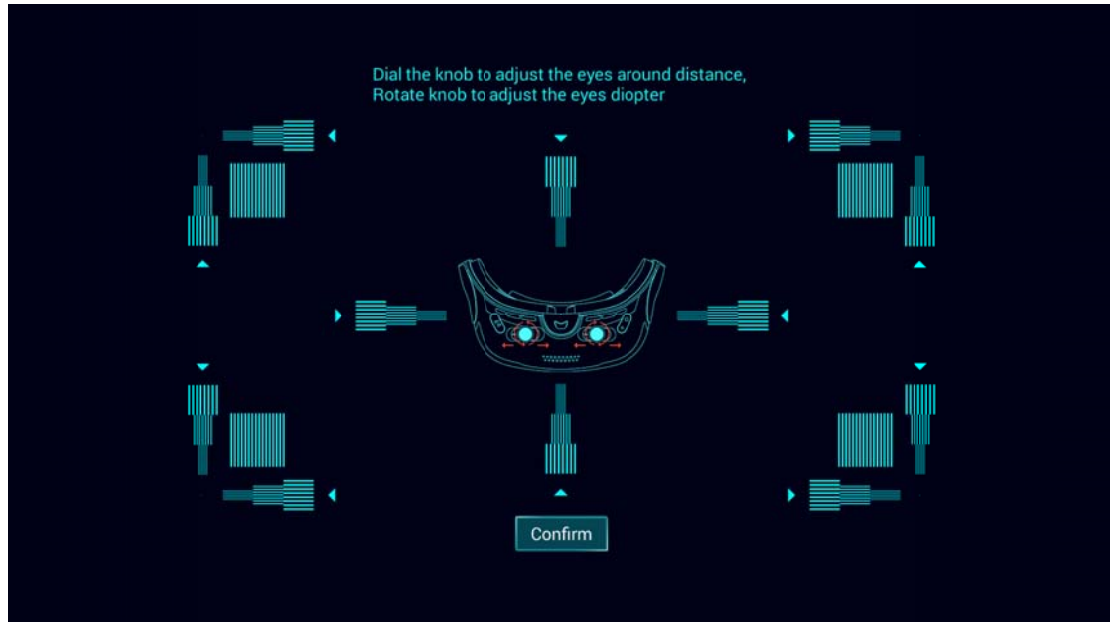 Dial the knob to adjust the eyes around distance,
Rotate knob to adjust the eyes diopter
Confirm